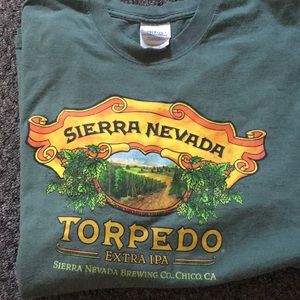 SIERRA NEVADA
TORPEDO
EXTRA IPA
SIERRA NEVADA BREWING CO., CHICO, CA